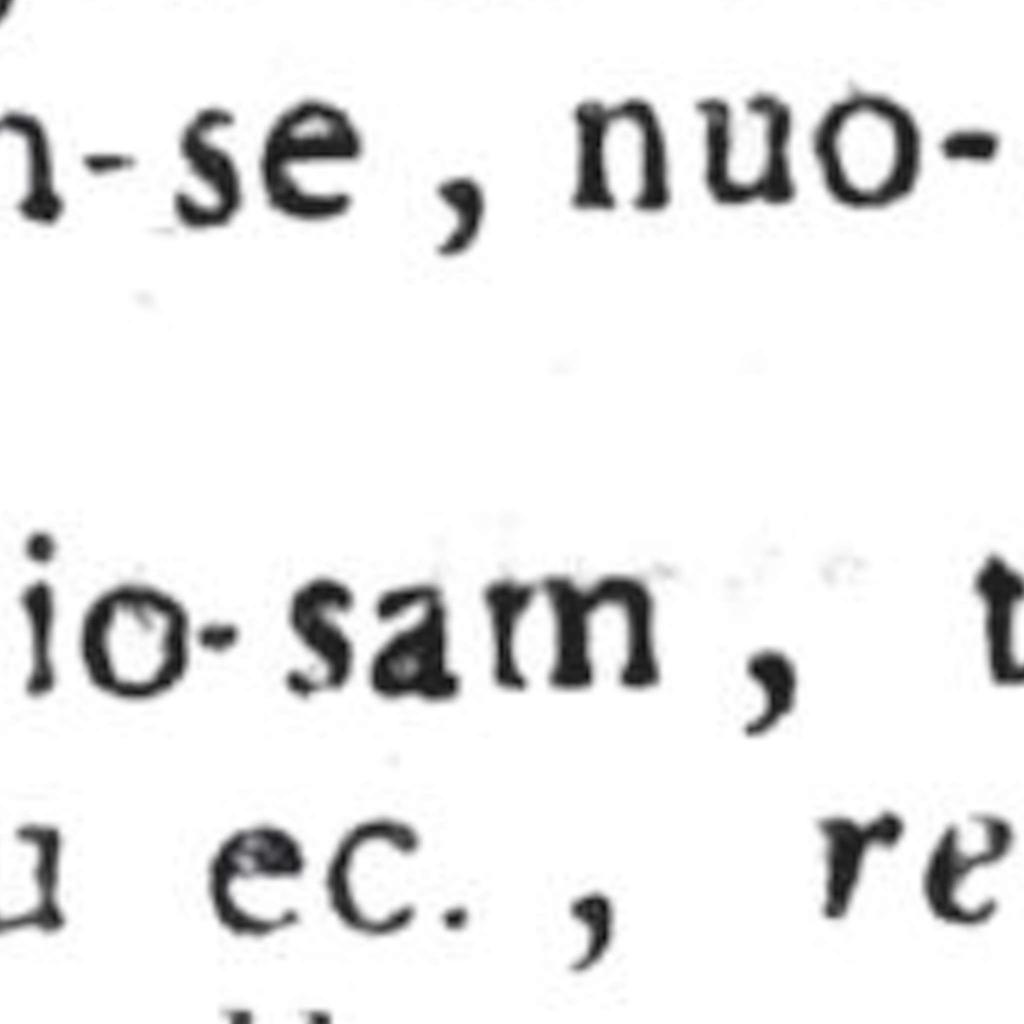 n-se, nuo-
io-sam, t
u ec., re